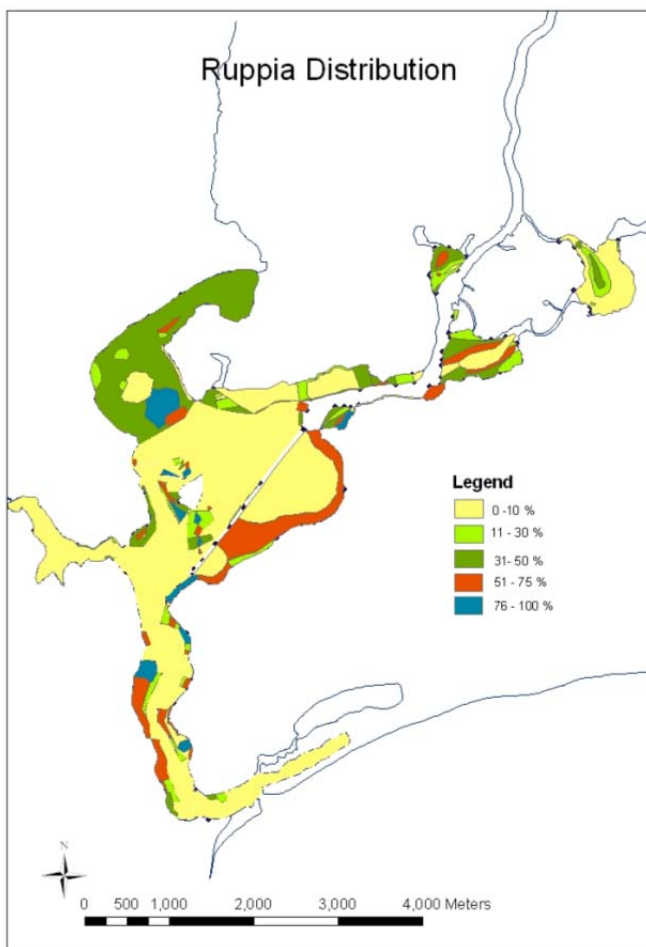 Ruppia Distribution
Legend
0 -10 %
11 - 30 %
31- 50 %
51 - 75 %
76 - 100 %
N
0 500 1,000 2,000 3,000 4,000 Meters